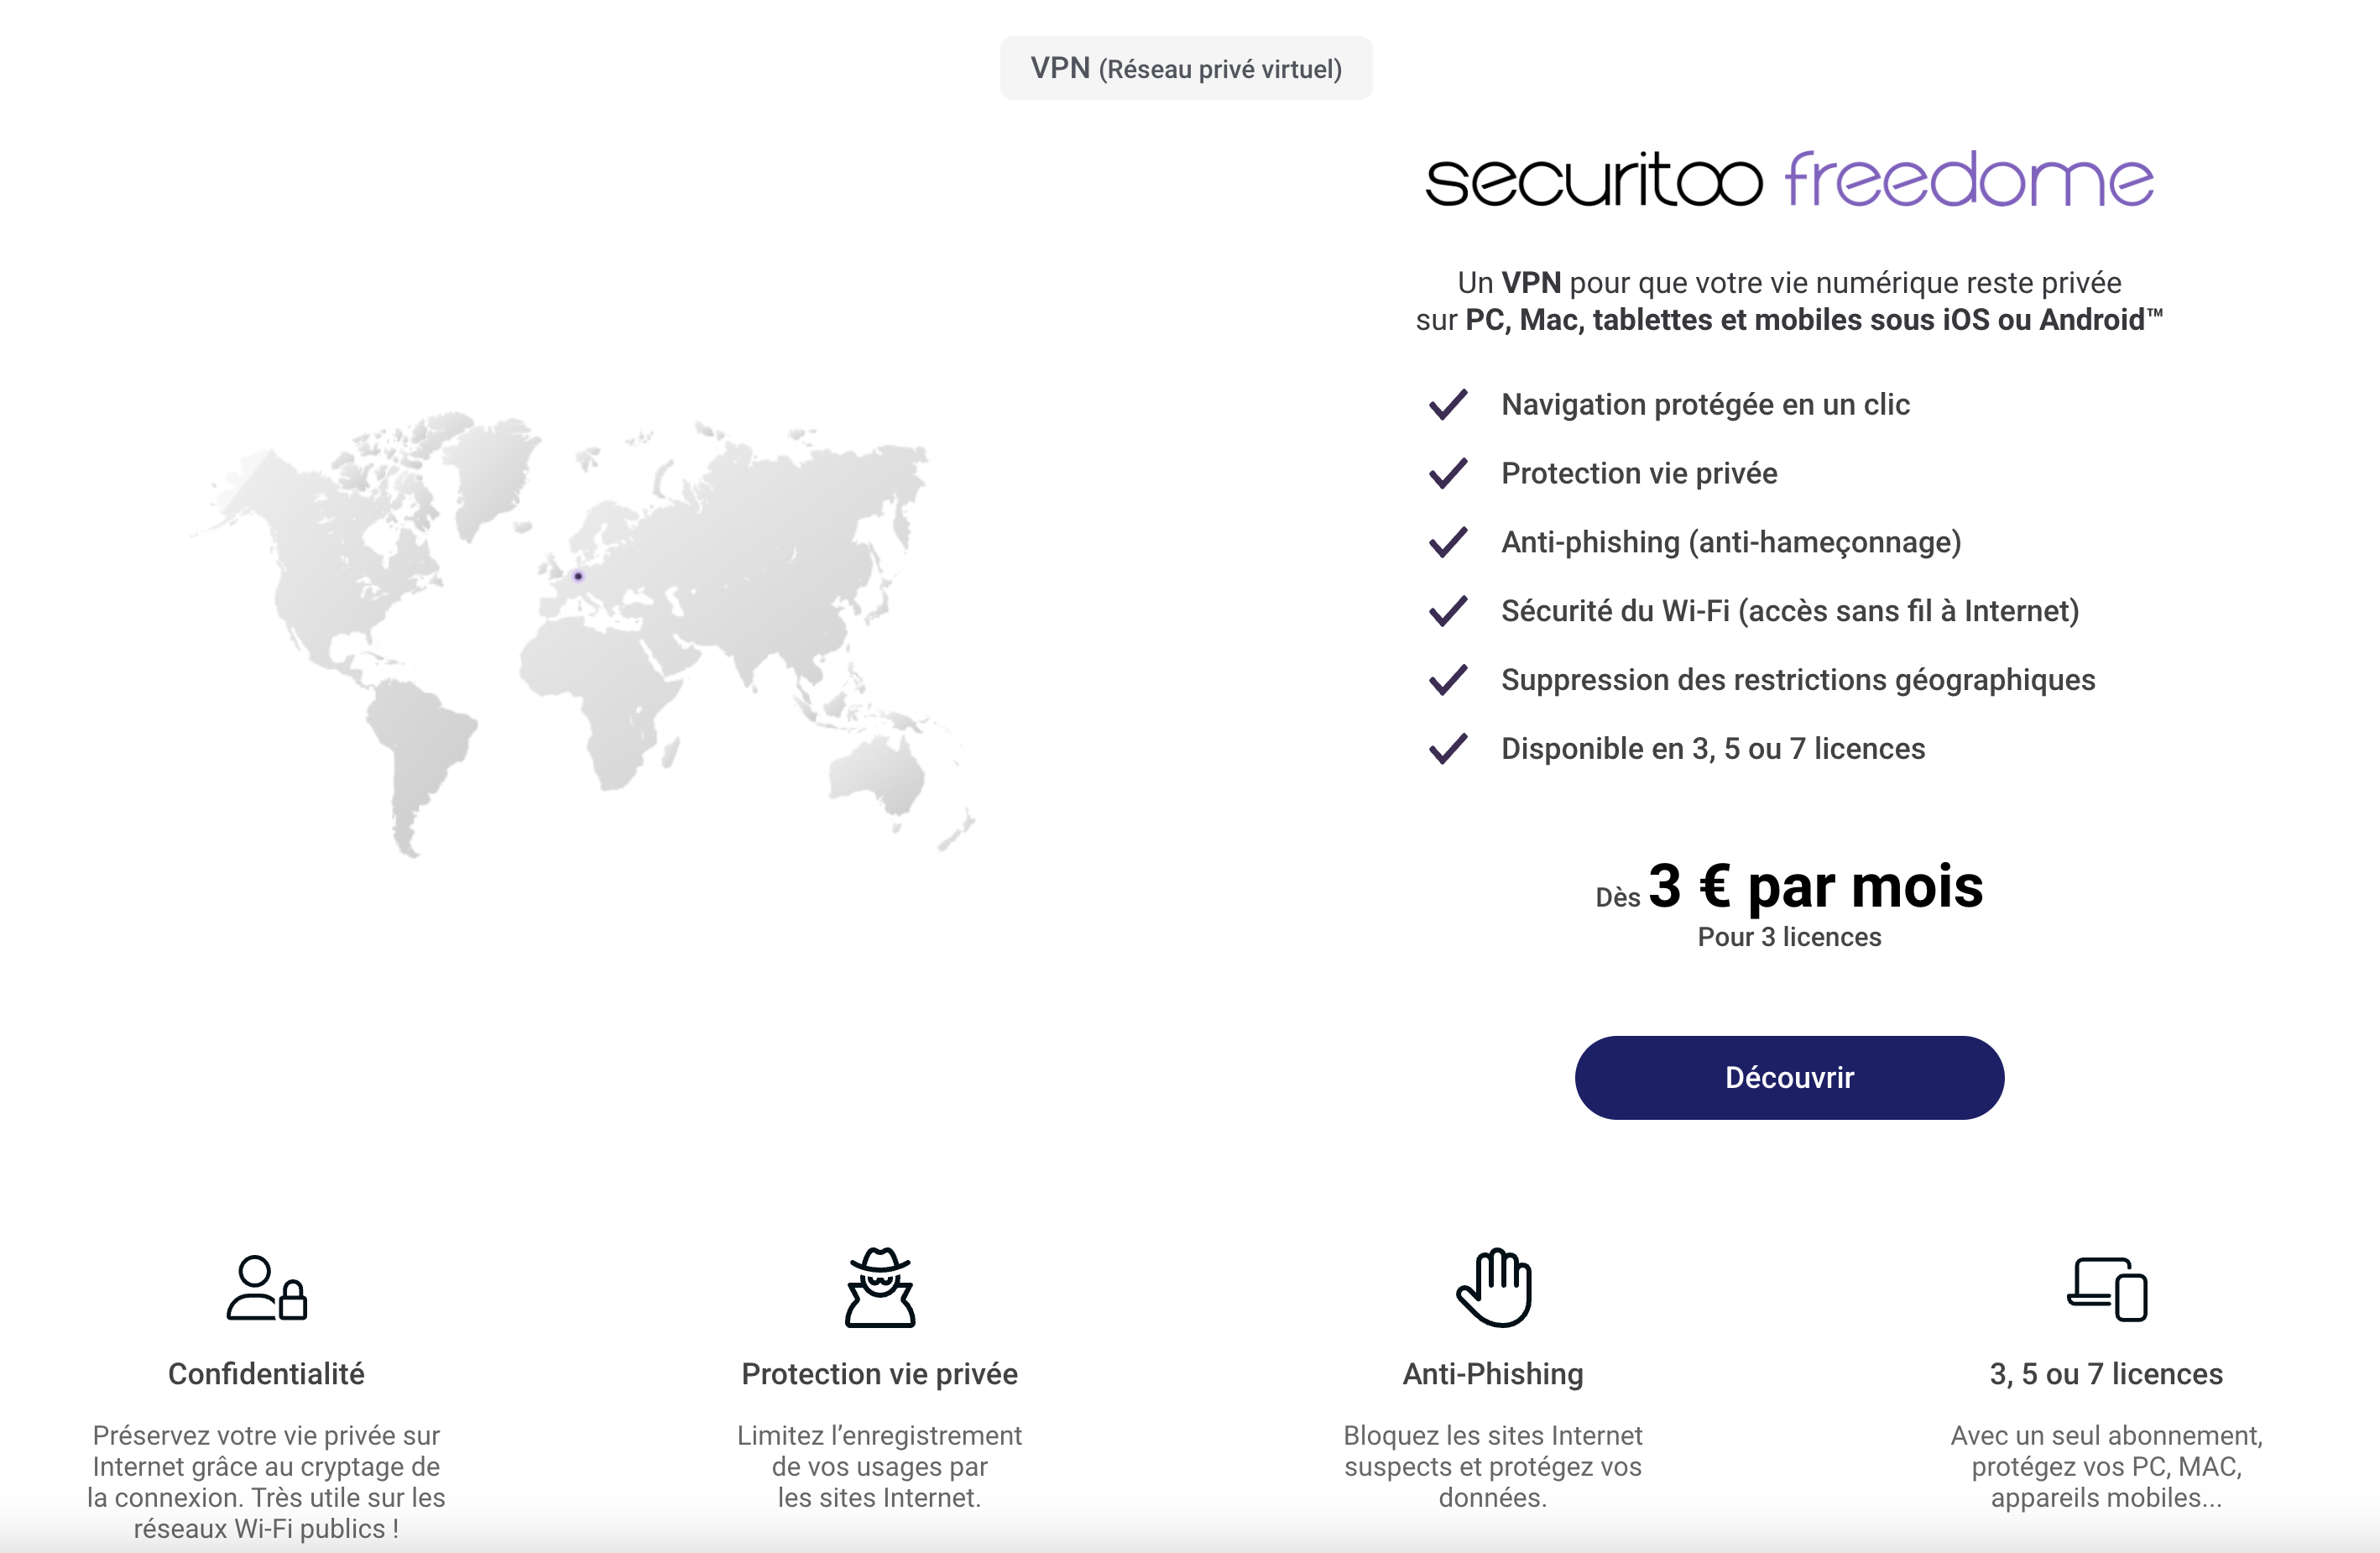 VPN (Réseau privé virtuel)
securitoo freedome
Un VPN pour que votre vie numérique reste privée
sur PC, Mac, tablettes et mobiles sous iOS ou Android™
Navigation protégée en un clic
Protection vie privée
Anti-phishing (anti-hameçonnage)
Sécurité du Wi-Fi (accès sans fil à Internet)
Suppression des restrictions géographiques
Disponible en 3, 5 ou 7 licences
Dès 3 € par mois
Pour 3 licences
Découvrir
Confidentialité
Préservez votre vie privée sur
Internet grâce au cryptage de
la connexion. Très utile sur les
réseaux Wi-Fi publics !
Protection vie privée
Limitez l’enregistrement
de vos usages par
les sites Internet.
Anti-Phishing
Bloquez les sites Internet
suspects et protégez vos
données.
3, 5 ou 7 licences
Avec un seul abonnement,
protégez vos PC, MAC,
appareils mobiles...